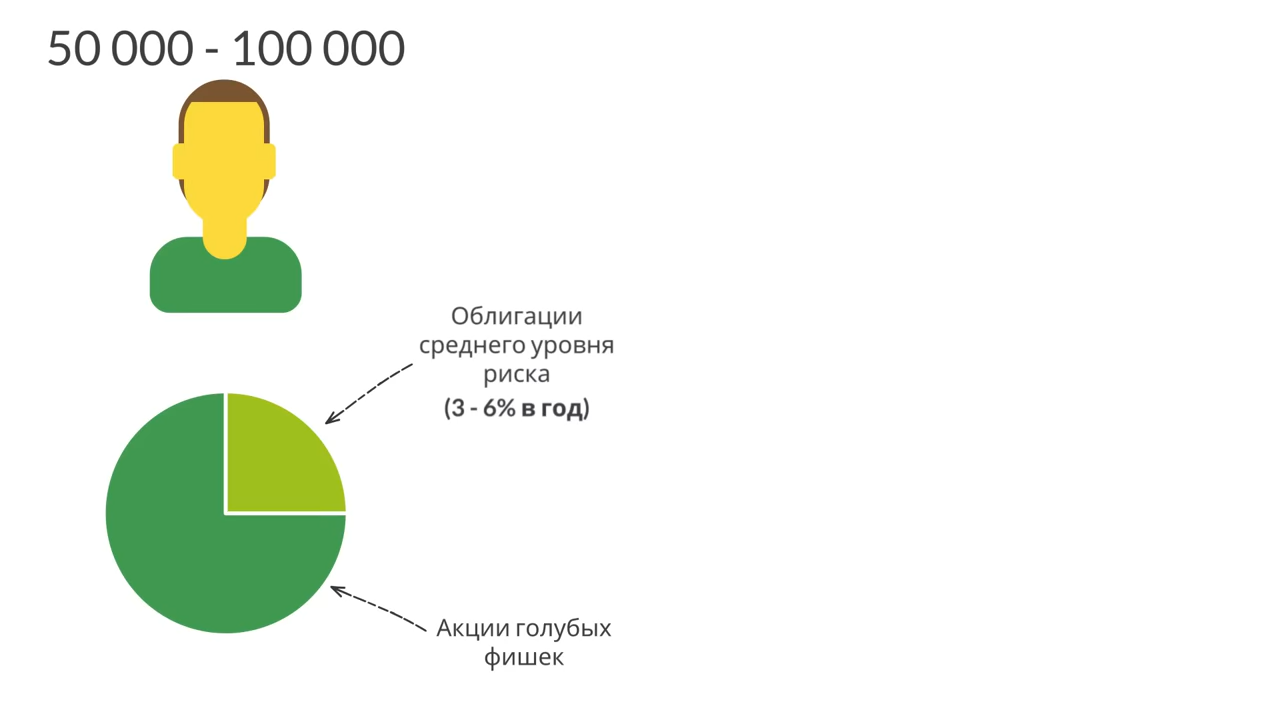 50 000 - 100 000
Облигации
среднего уровня
риска
(3 - 6% в год)
Акции голубых
фишек